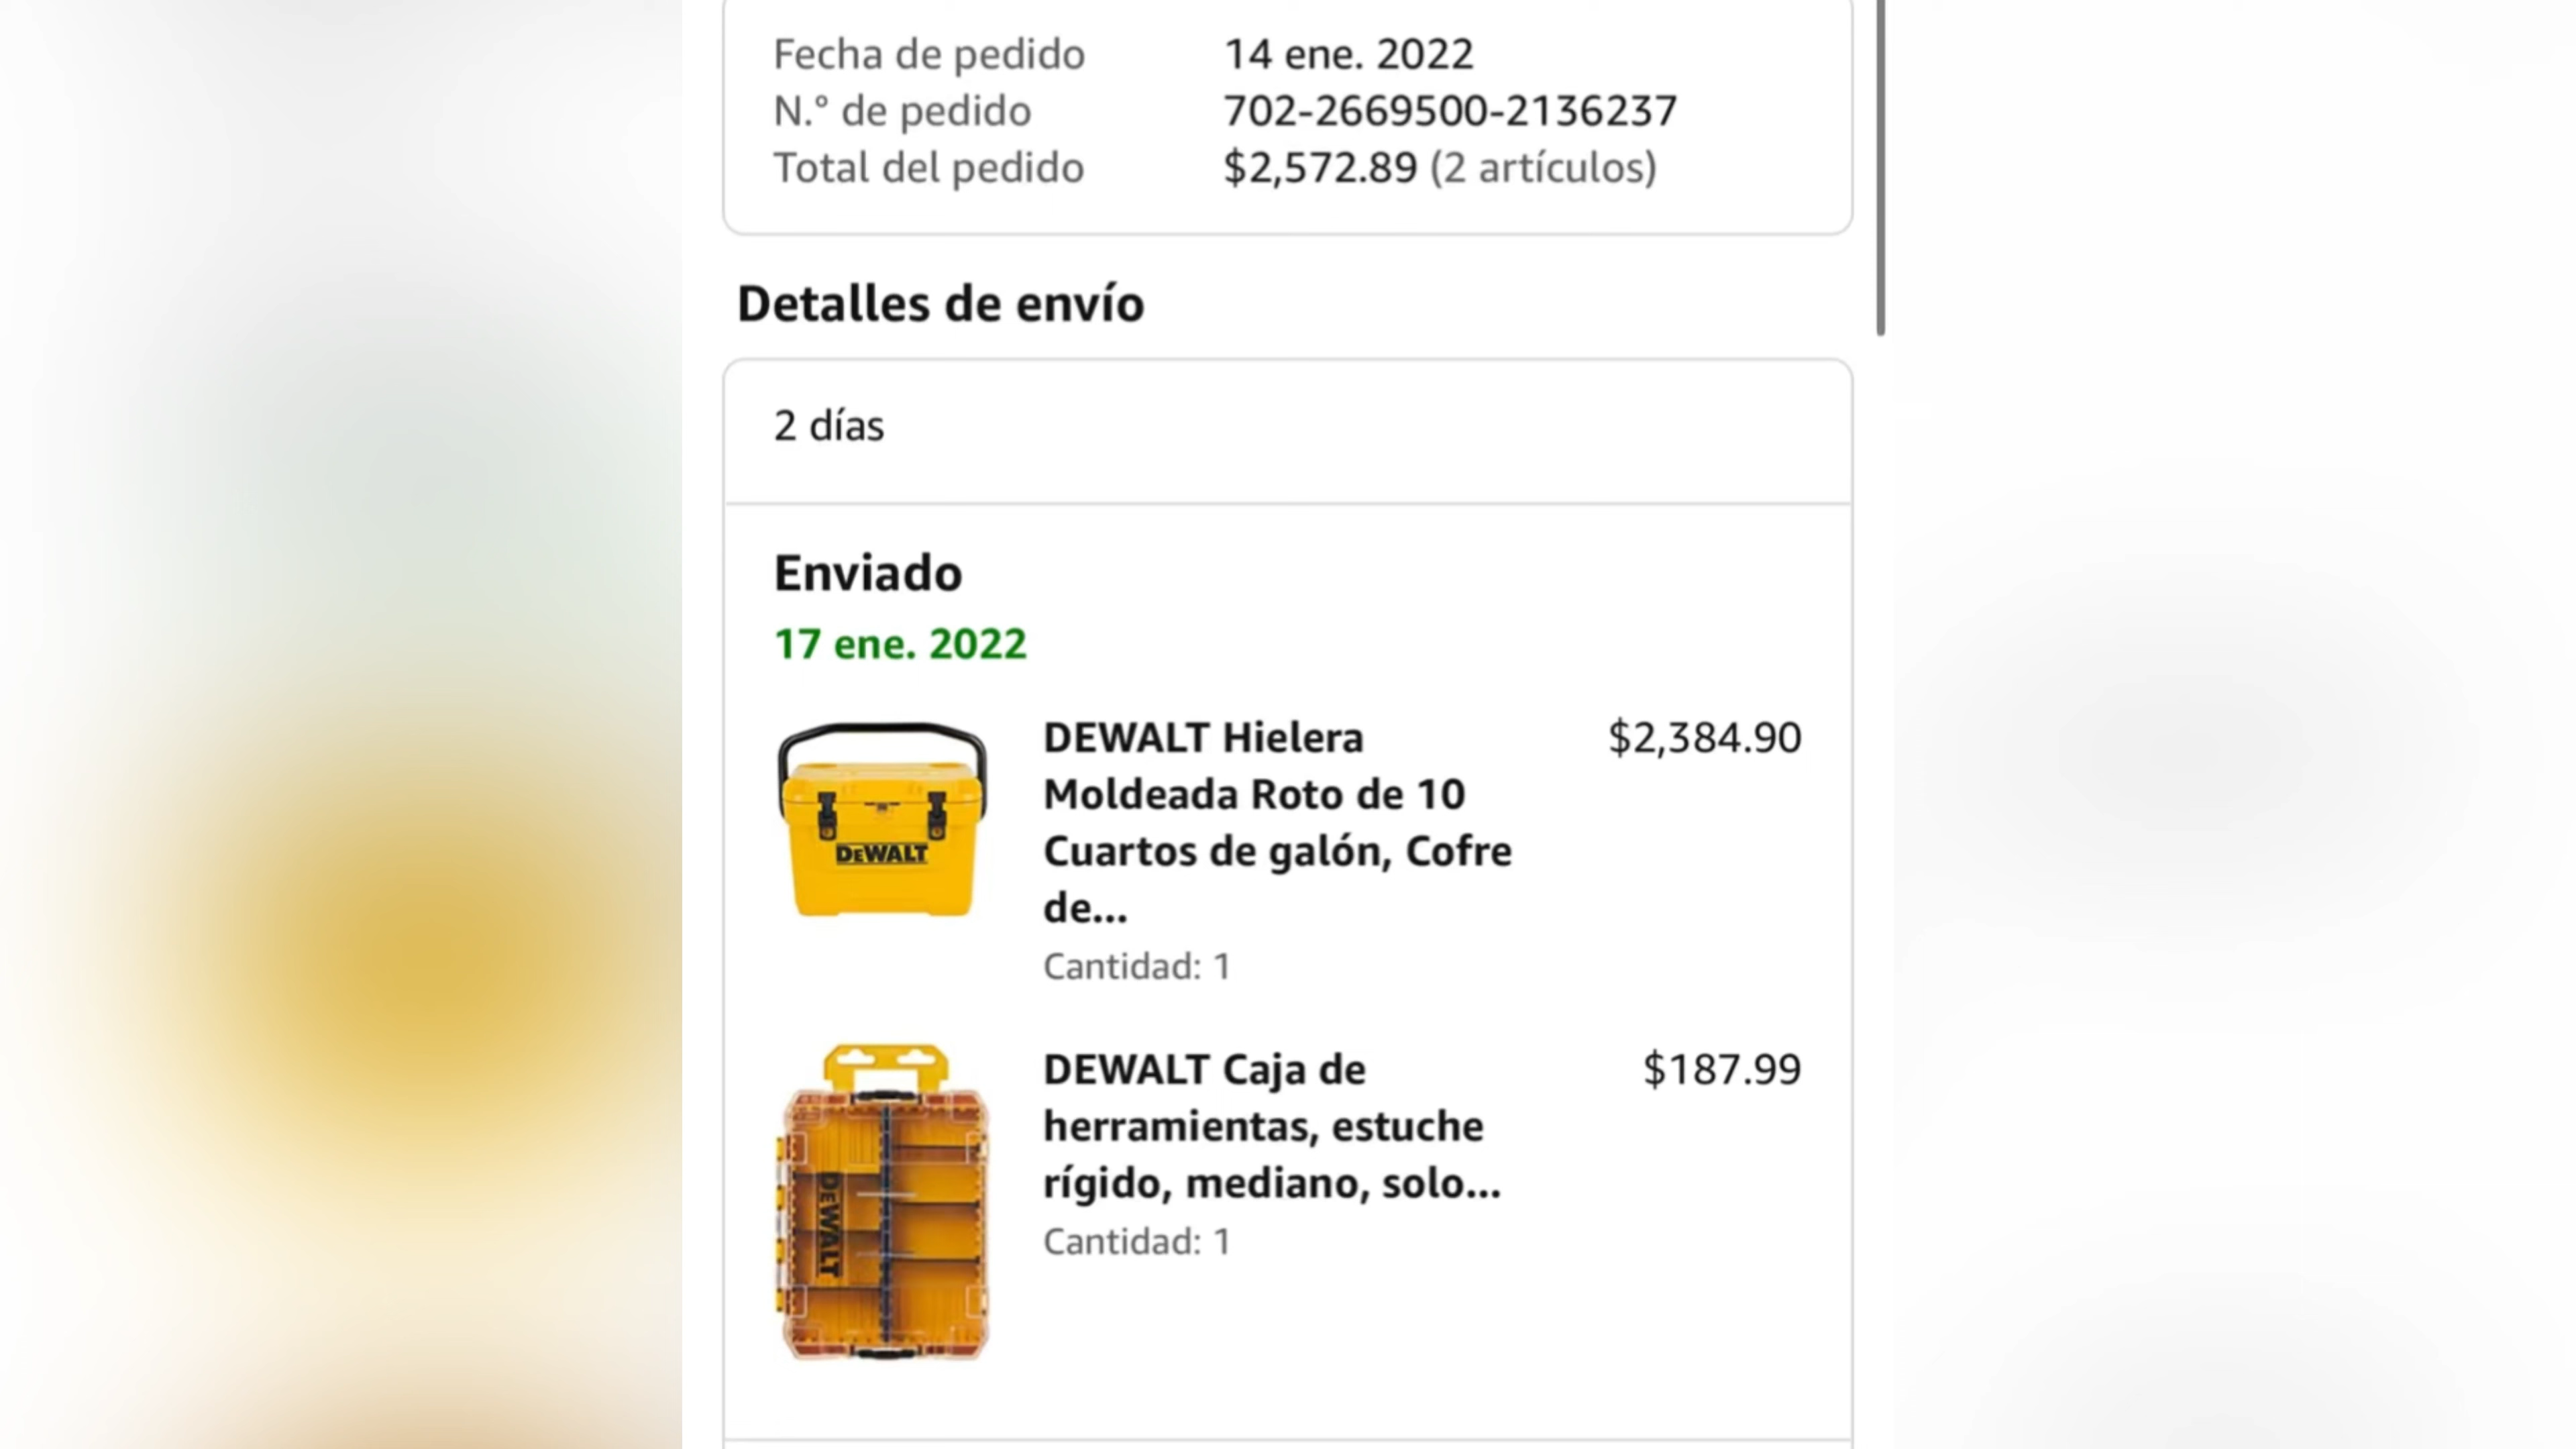 Fecha de pedido 14 ene. 2022
N.° de pedido 702-2669500-2136237
Total del pedido $2,572.89 (2 artículos)
Detalles de envío
2 días
Enviado
17 ene. 2022
DEWALT Hielera $2,384.90
Moldeada Roto de 10
Cuartos de galón, Cofre
de...
Cantidad: 1
DEWALT
DEWALT Caja de $187.99
herramientas, estuche
rígido, mediano, solo...
Cantidad: 1
DEWALT